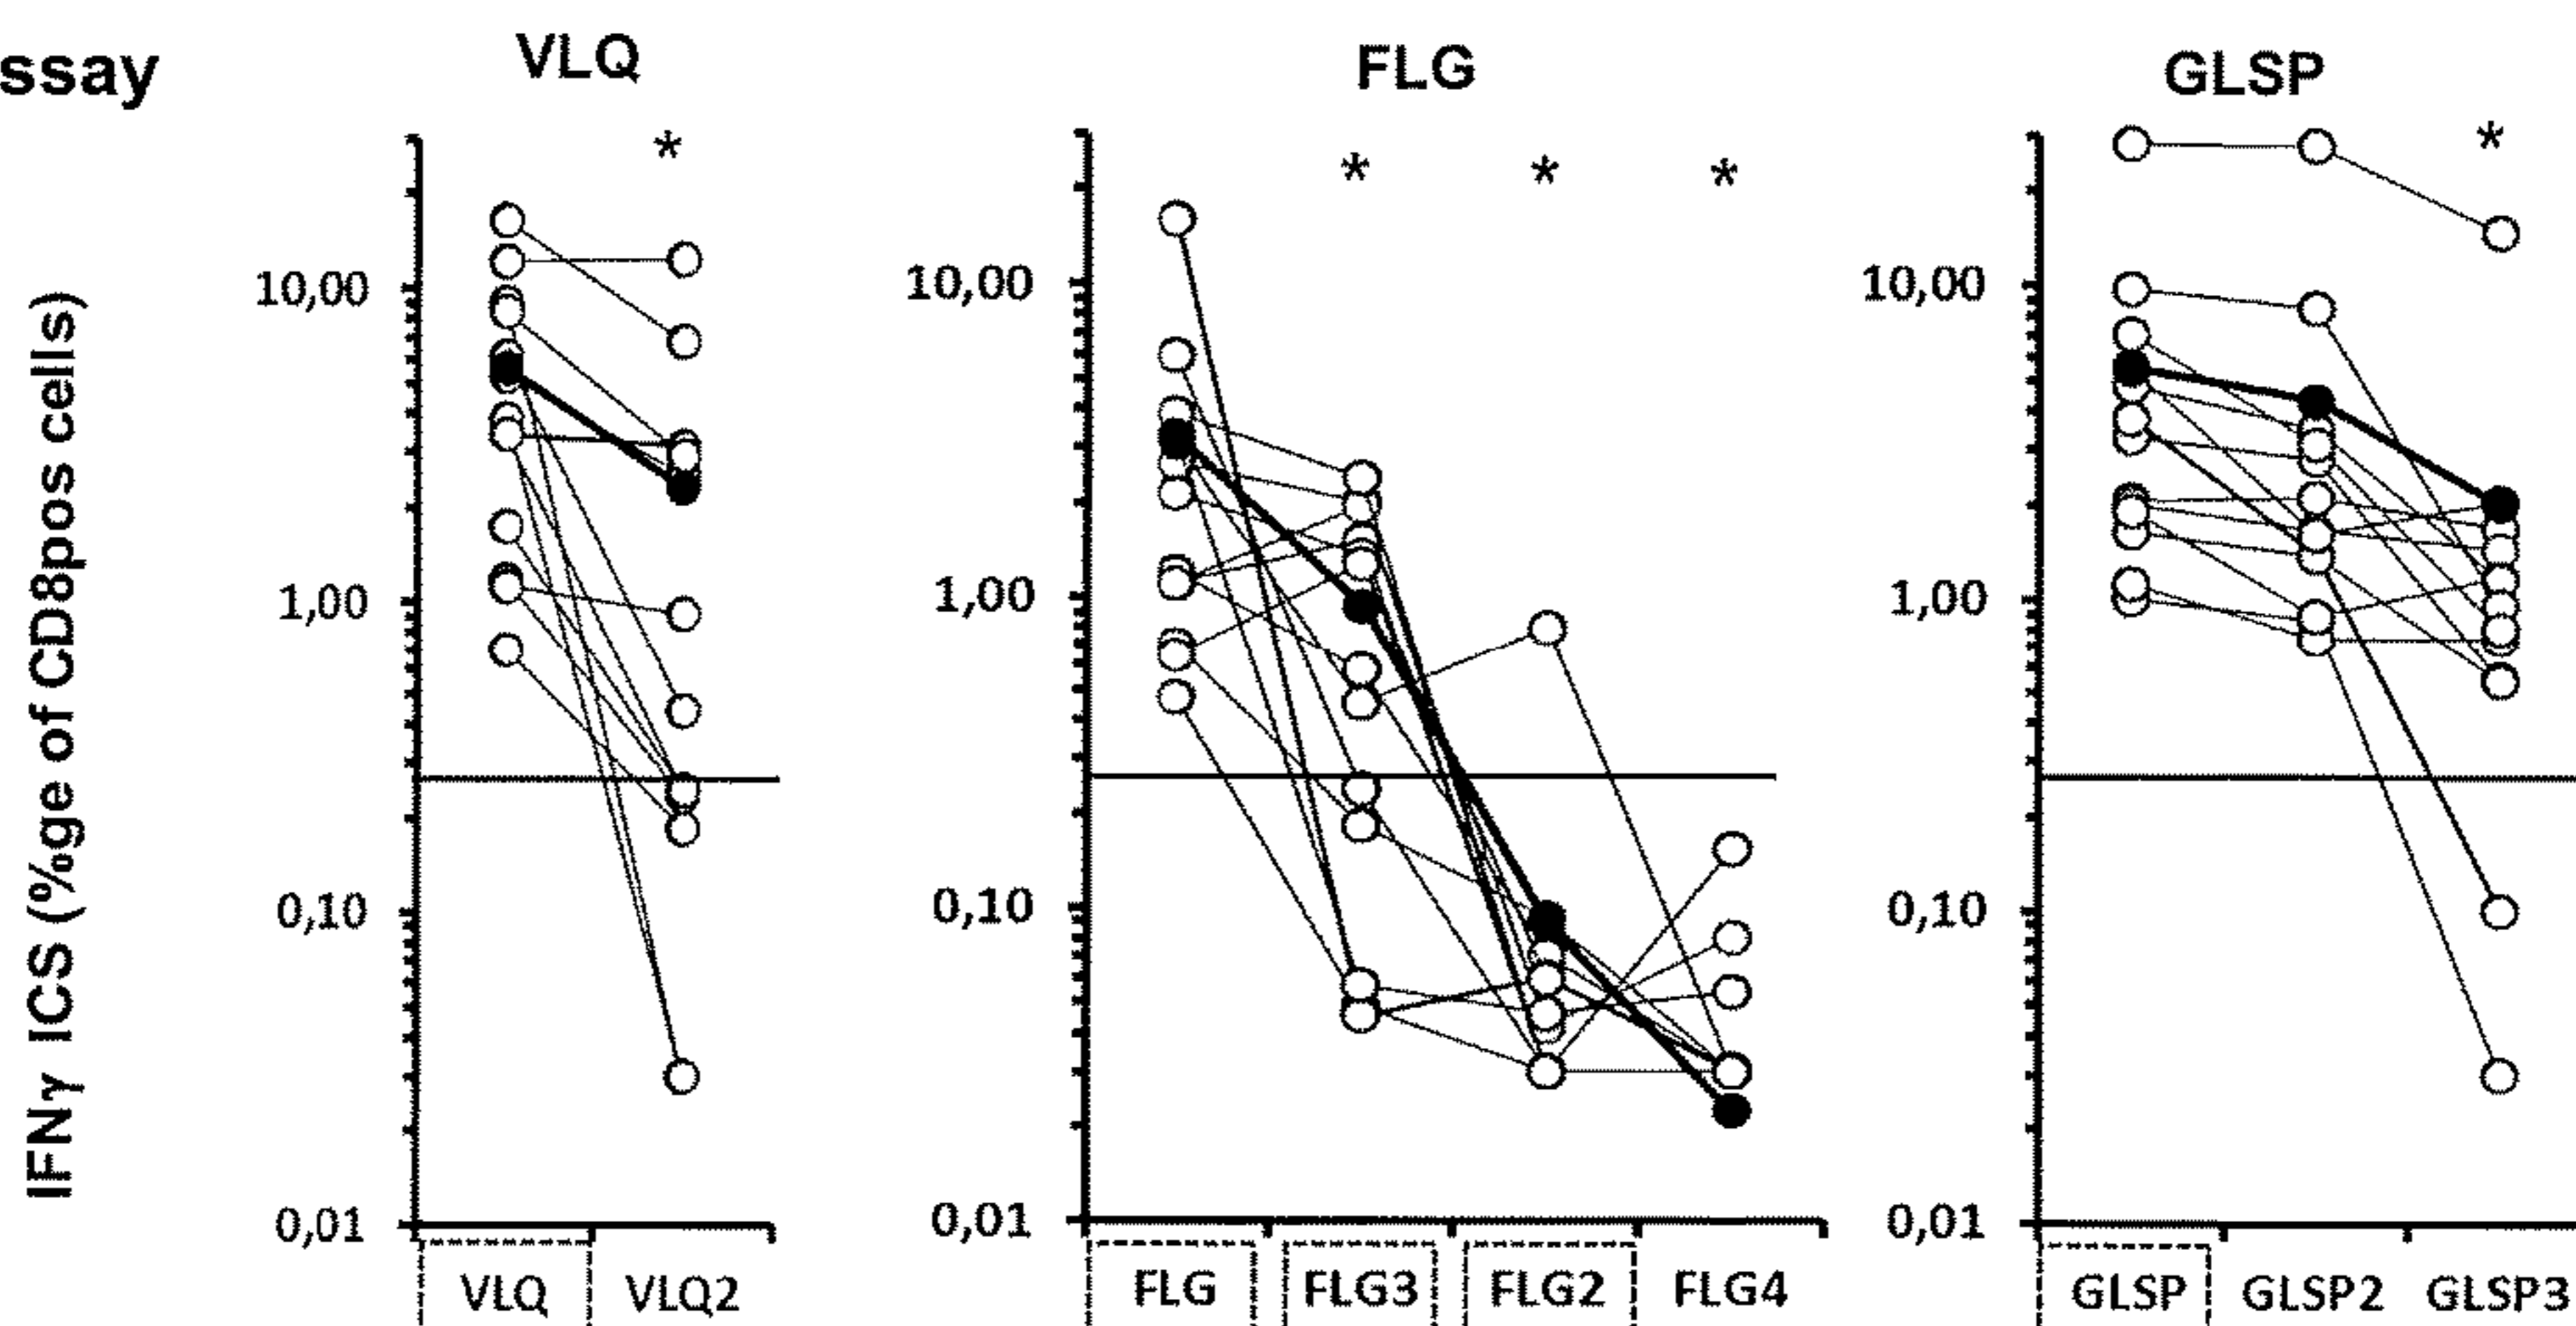 ssay
VLQ
FLG
GLSP
*
* * *
*
IFNγ ICS (%ge of CD8pos cells)
10,00
1,00
0,10
0,01
VLQ VLQ2
10,00
1,00
0,10
0,01
FLG FLG3 FLG2 FLG4
10,00
1,00
0,10
0,01
GLSP GLSP2 GLSP3